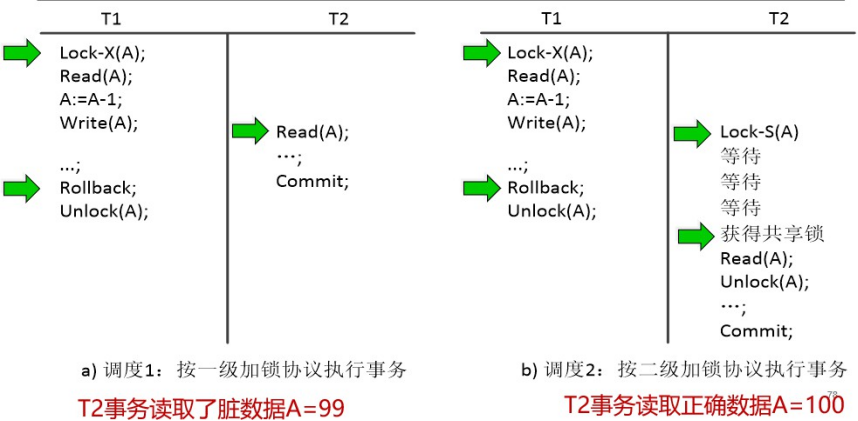 T1
T2
Lock-X(A);
Read(A);
A:=A-1;
Write(A);
...;
Rollback;
Unlock(A);
Read(A);
...;
Commit;
a) 调度1：按一级加锁协议执行事务
T2事务读取了脏数据A=99
T1
T2
Lock-X(A);
Read(A);
A:=A-1;
Write(A);
...;
Rollback;
Unlock(A);
Lock-S(A)
等待
等待
等待
获得共享锁
Read(A);
Unlock(A);
...;
Commit;
b) 调度2：按二级加锁协议执行事务
T2事务读取正确数据A=100
78